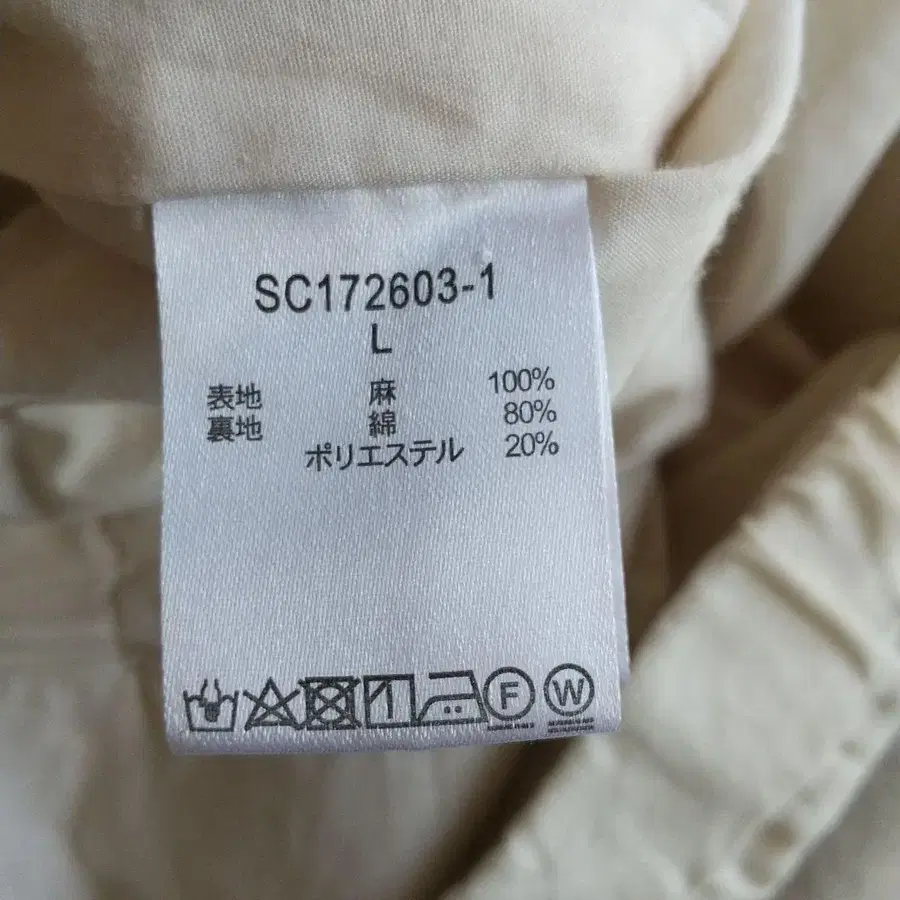 SC172603-1
L
表地 麻 100%
裏地 綿 80%
ポリエステル 20%
F W